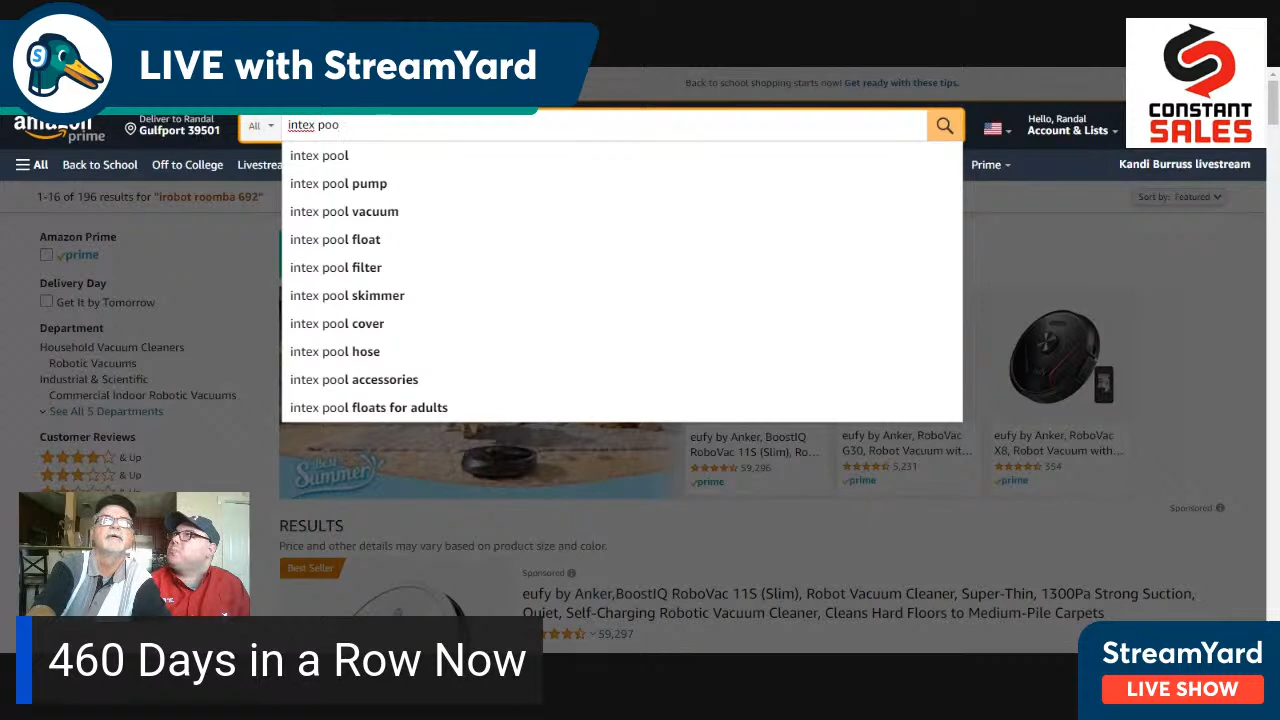 LIVE with StreamYard
S
CONSTANT
SALES
Back to school shopping starts now! Get ready with these tips.
amazon
prime
Deliver to Randal
Gulfport 39501
All
intex poo
Hello, Randal
Account & Lists
All
Back to School
Off to College
Livestrea
Prime
Kandi Burruss livestream
1-16 of 196 results for "irobot roomba 692"
Sort by: Featured
intex pool
intex pool pump
intex pool vacuum
intex pool float
intex pool filter
intex pool skimmer
intex pool cover
intex pool hose
intex pool accessories
intex pool floats for adults
Amazon Prime
prime
Delivery Day
Get It by Tomorrow
Department
Household Vacuum Cleaners
Robotic Vacuums
Industrial & Scientific
Commercial Indoor Robotic Vacuums
See All 5 Departments
Customer Reviews
& Up
& Up
Summer
eufy by Anker, BoostIQ
RoboVac 11S (Slim), Ro...
59,296
prime
eufy by Anker, RoboVac
G30, Robot Vacuum wit...
5,231
prime
eufy by Anker, RoboVac
X8, Robot Vacuum with...
354
prime
Sponsored
RESULTS
Price and other details may vary based on product size and color.
Best Seller
Sponsored
eufy by Anker,BoostIQ RoboVac 11S (Slim), Robot Vacuum Cleaner, Super-Thin, 1300Pa Strong Suction,
Quiet, Self-Charging Robotic Vacuum Cleaner, Cleans Hard Floors to Medium-Pile Carpets
59,297
460 Days in a Row Now
StreamYard
LIVE SHOW